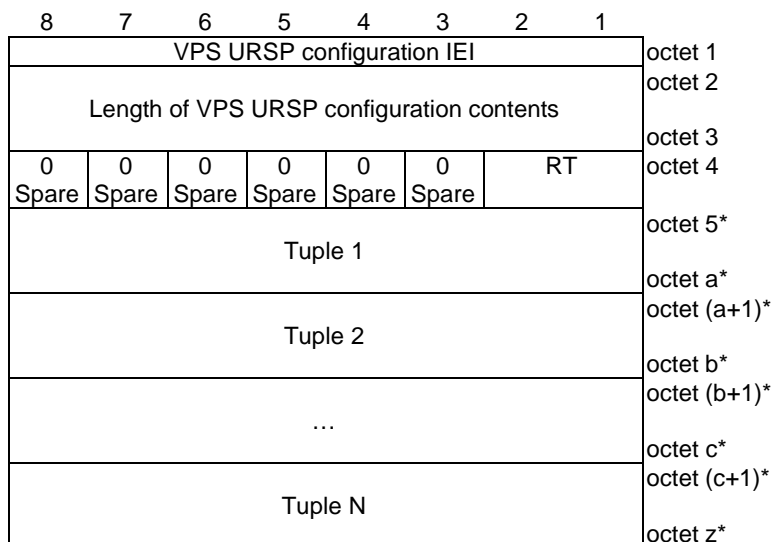 8 7 6 5 4 3 2 1
VPS URSP configuration IEI octet 1
octet 2
Length of VPS URSP configuration contents
octet 3
0 0 0 0 0 0 RT octet 4
Spare Spare Spare Spare Spare Spare
octet 5*
Tuple 1
octet a*
octet (a+1)*
Tuple 2
octet b*
octet (b+1)*
…
octet c*
octet (c+1)*
Tuple N
octet z*